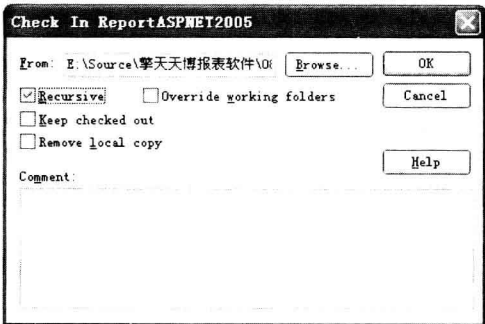 Check In ReportASPNET2005
From: E:\Source\擎天天博报表软件\08 Browse... OK
Recursive Override working folders Cancel
Keep checked out
Remove local copy
Help
Comment: